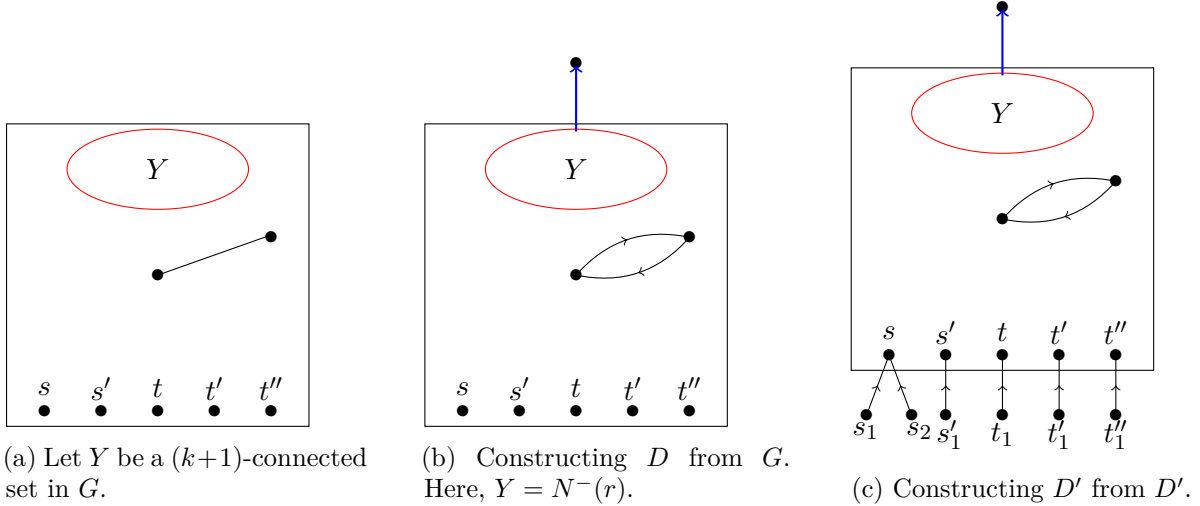 Y
s s′ t t′ t′′
(a) Let Y be a (k+1)-connected
set in G.
Y
s s′ t t′ t′′
(b) Constructing D from G.
Here, Y = N⁻(r).
Y
s s′ t t′ t′′
s₁ s₂ s′₁ t₁ t′₁ t′′₁
(c) Constructing D′ from D′.